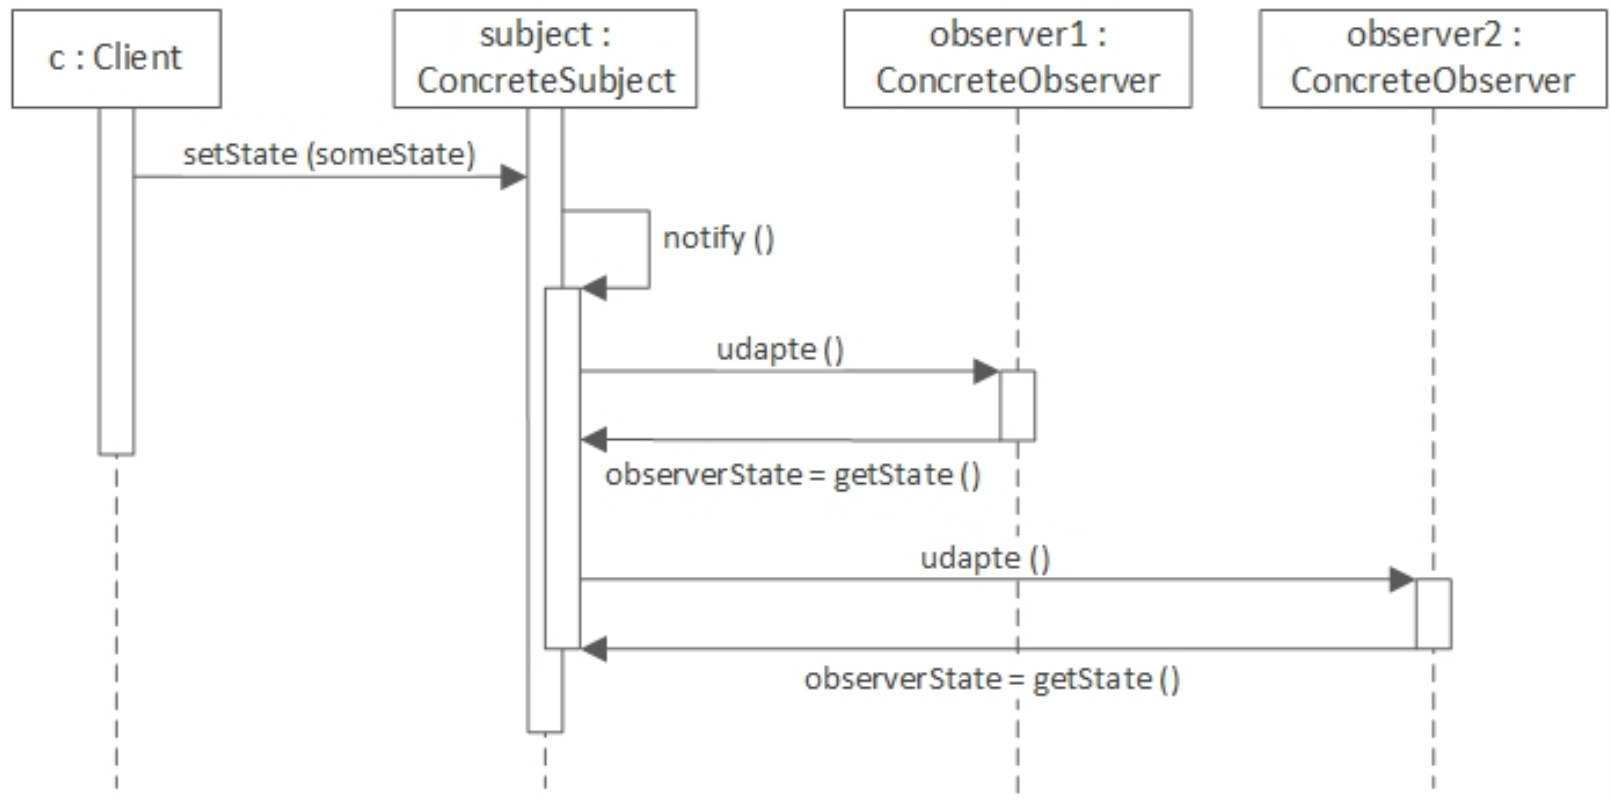 c : Client
subject :
ConcreteSubject
observer1 :
ConcreteObserver
observer2 :
ConcreteObserver
setState (someState)
notify ()
udapte ()
observerState = getState ()
udapte ()
observerState = getState ()